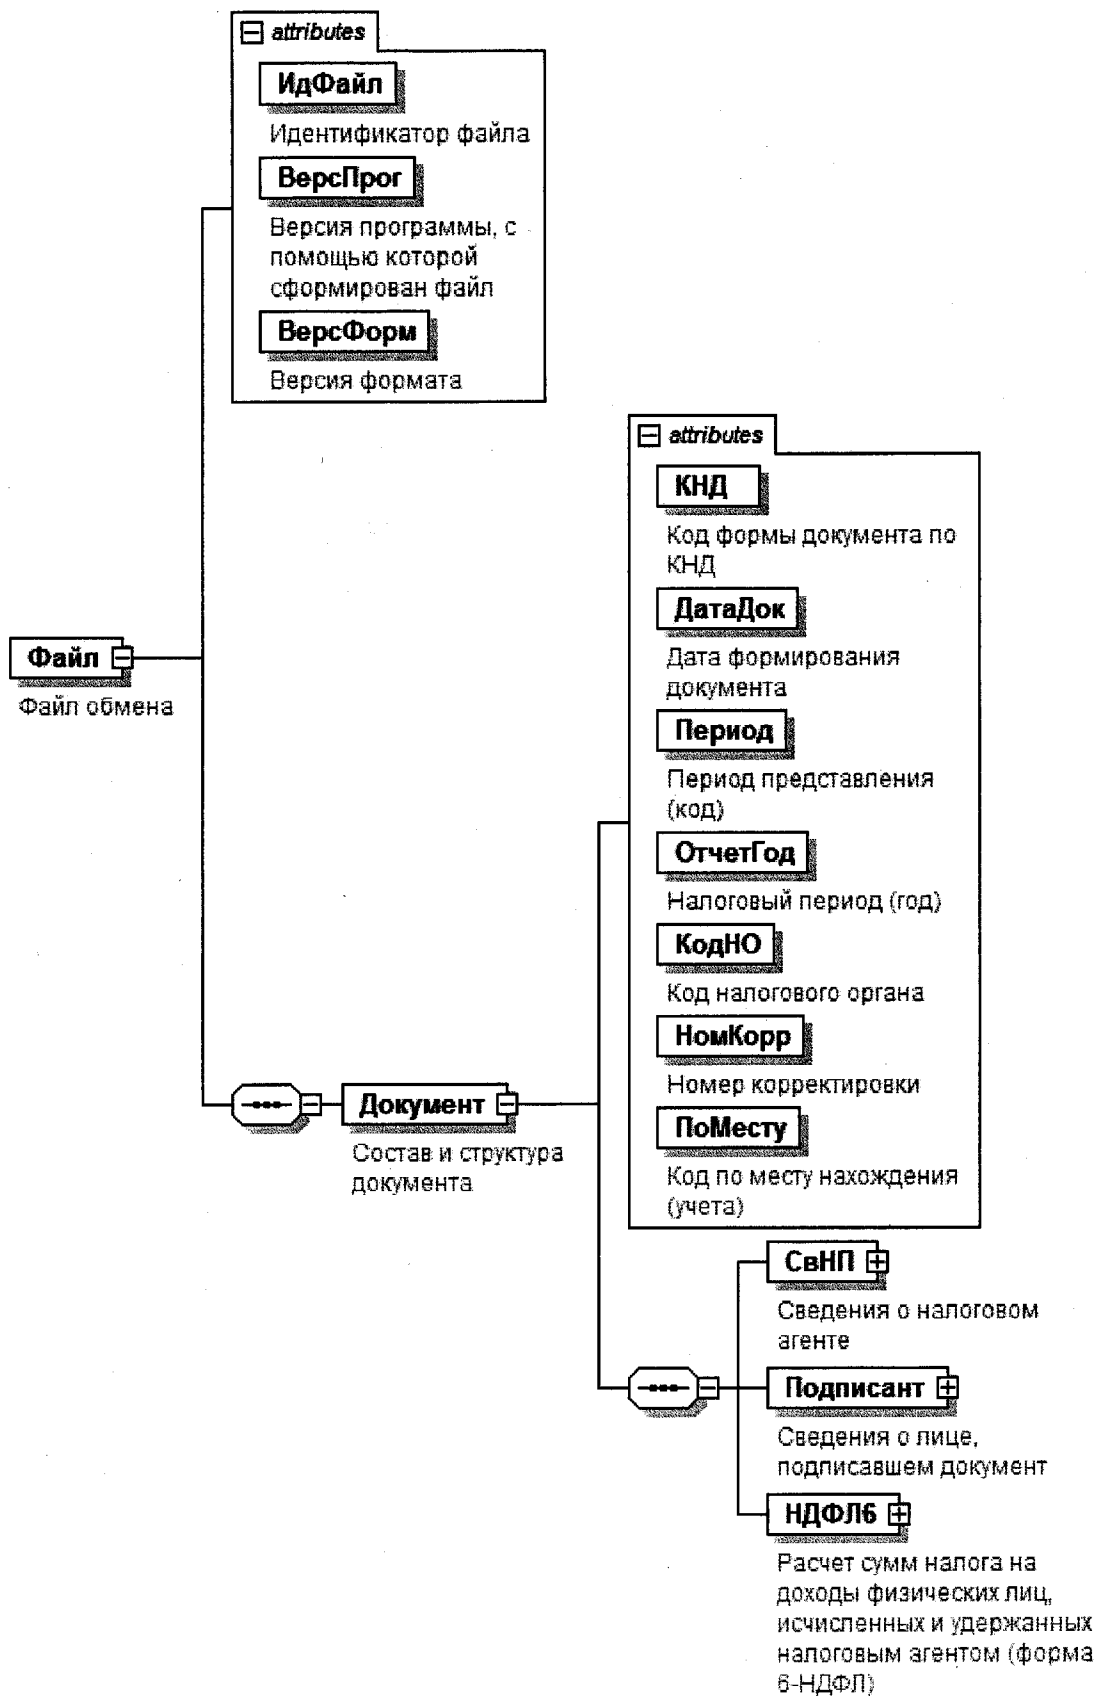 attributes
ИдФайл
Идентификатор файла
ВерсПрог
Версия программы, с
помощью которой
сформирован файл
ВерсФорм
Версия формата
attributes
КНД
Код формы документа по
КНД
ДатаДок
Дата формирования
документа
Файл
Файл обмена
Период
Период представления
(код)
ОтчетГод
Налоговый период (год)
КодНО
Код налогового органа
НомКорр
Номер корректировки
Документ
Состав и структура
документа
ПоМесту
Код по месту нахождения
(учета)
СвНП
Сведения о налоговом
агенте
Подписант
Сведения о лице,
подписавшем документ
НДФЛ6
Расчет сумм налога на
доходы физических лиц,
исчисленных и удержанных
налоговым агентом (форма
6-НДФЛ)